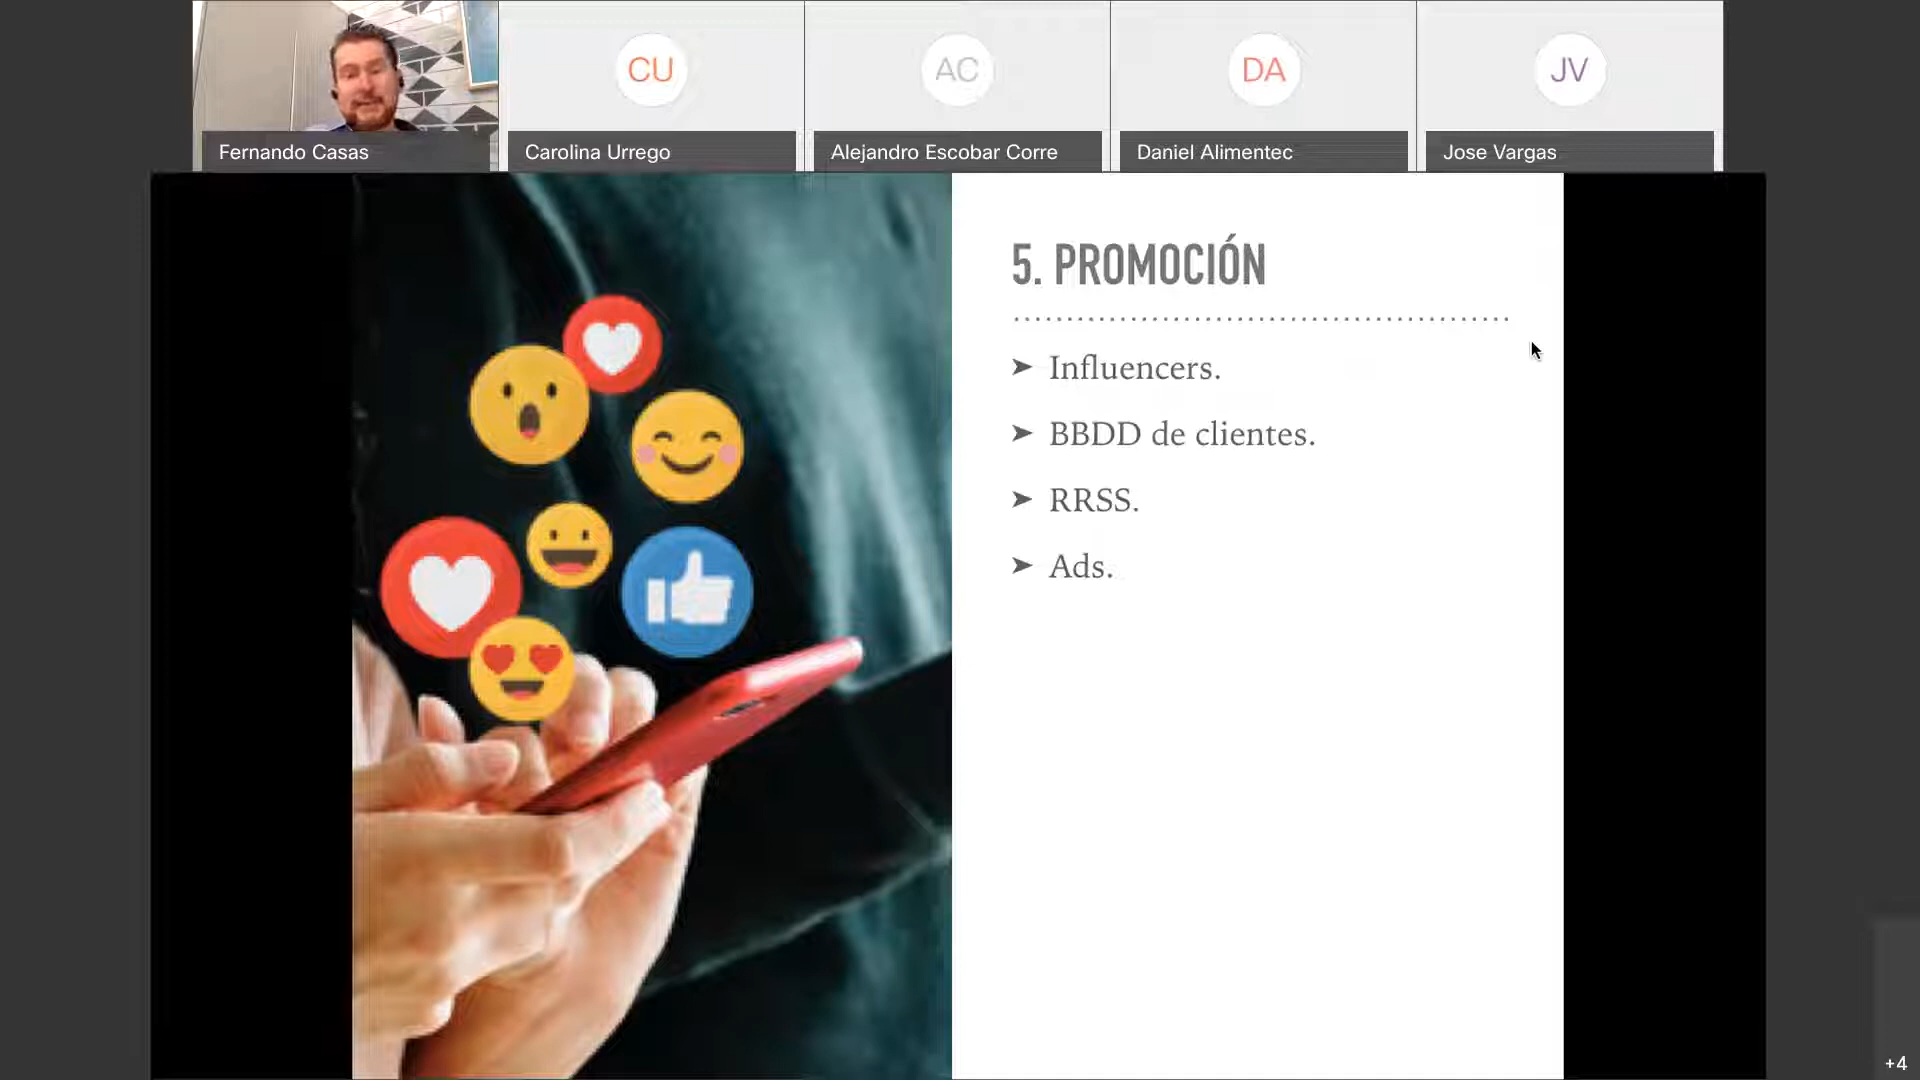 CU
AC
DA
JV
Fernando Casas
Carolina Urrego
Alejandro Escobar Corre
Daniel Alimentec
Jose Vargas
5. PROMOCIÓN
➤ Influencers.
➤ BBDD de clientes.
➤ RRSS.
➤ Ads.
+4